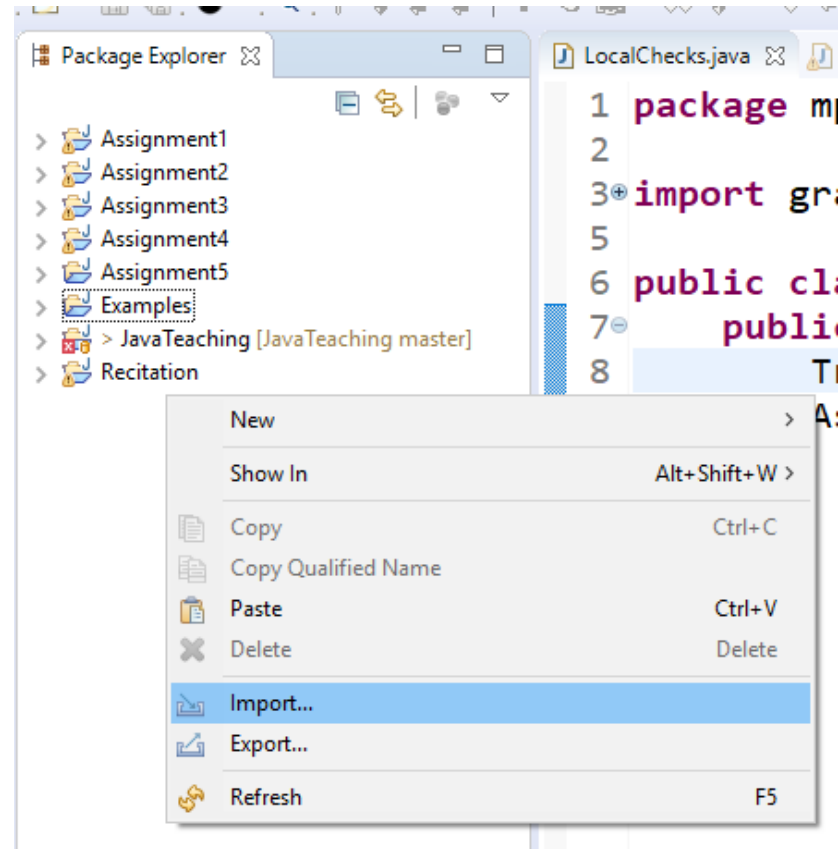 Package Explorer
Assignment1
Assignment2
Assignment3
Assignment4
Assignment5
Examples
> JavaTeaching [JavaTeaching master]
Recitation
New
Show In Alt+Shift+W
Copy Ctrl+C
Copy Qualified Name
Paste Ctrl+V
Delete Delete
Import...
Export...
Refresh F5
LocalChecks.java
1 package
2
3 import
5
6 public
7
8